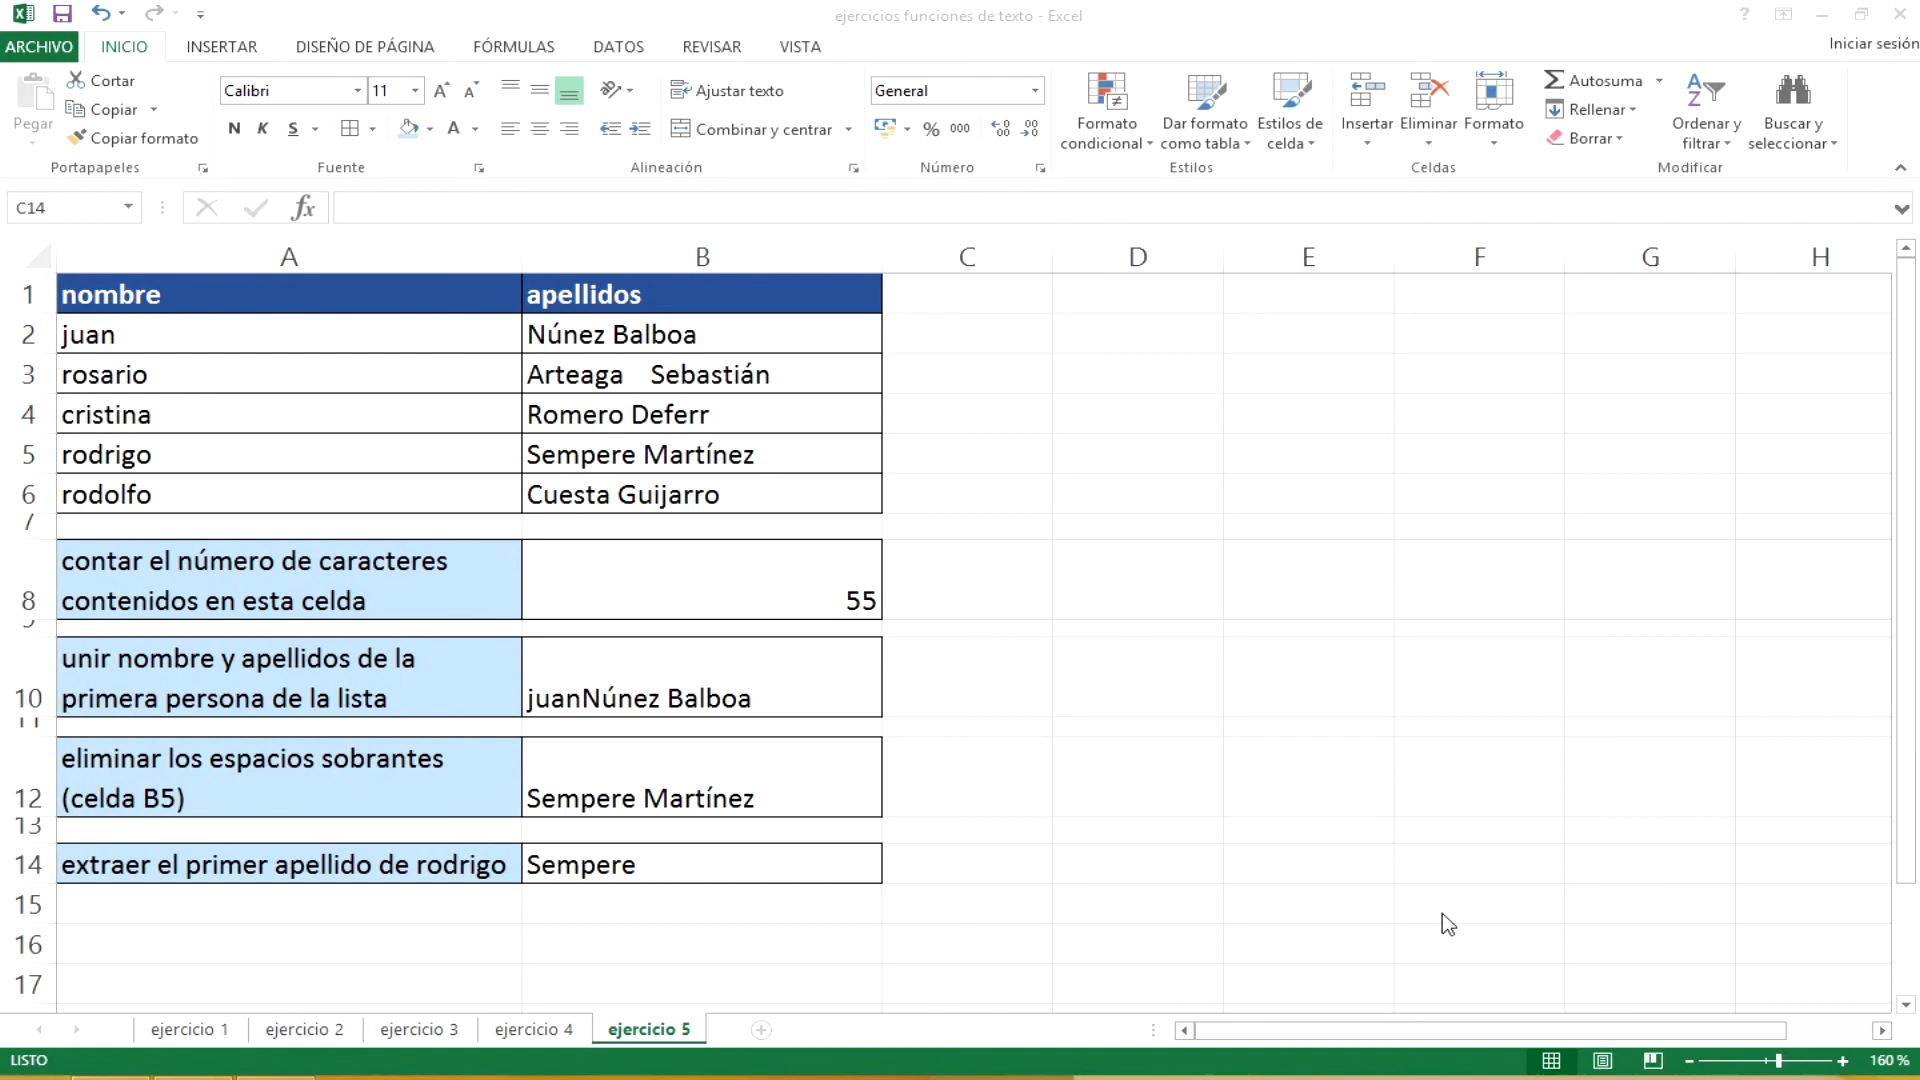 ejercicios funciones de texto - Excel
?
ARCHIVO INICIO INSERTAR DISEÑO DE PÁGINA FÓRMULAS DATOS REVISAR VISTA Iniciar sesión
Pegar
Cortar
Copiar
Copiar formato
Portapapeles
Calibri 11
N K S
Fuente
Ajustar texto
Combinar y centrar
Alineación
General
% 000
Número
Formato
condicional
Dar formato
como tabla
Estilos de
celda
Estilos
Insertar Eliminar Formato
Celdas
Autosuma
Rellenar
Borrar
Ordenar y
filtrar
Buscar y
seleccionar
Modificar
C14 fx
A B C D E F G H
1 nombre apellidos
2 juan Núnez Balboa
3 rosario Arteaga    Sebastián
4 cristina Romero Deferr
5 rodrigo Sempere Martínez
6 rodolfo Cuesta Guijarro
7
contar el número de caracteres
8 contenidos en esta celda 55
9
unir nombre y apellidos de la
10 primera persona de la lista juanNúnez Balboa
11
eliminar los espacios sobrantes
12 (celda B5) Sempere Martínez
13
14 extraer el primer apellido de rodrigo Sempere
15
16
17
ejercicio 1 ejercicio 2 ejercicio 3 ejercicio 4 ejercicio 5
LISTO 160 %